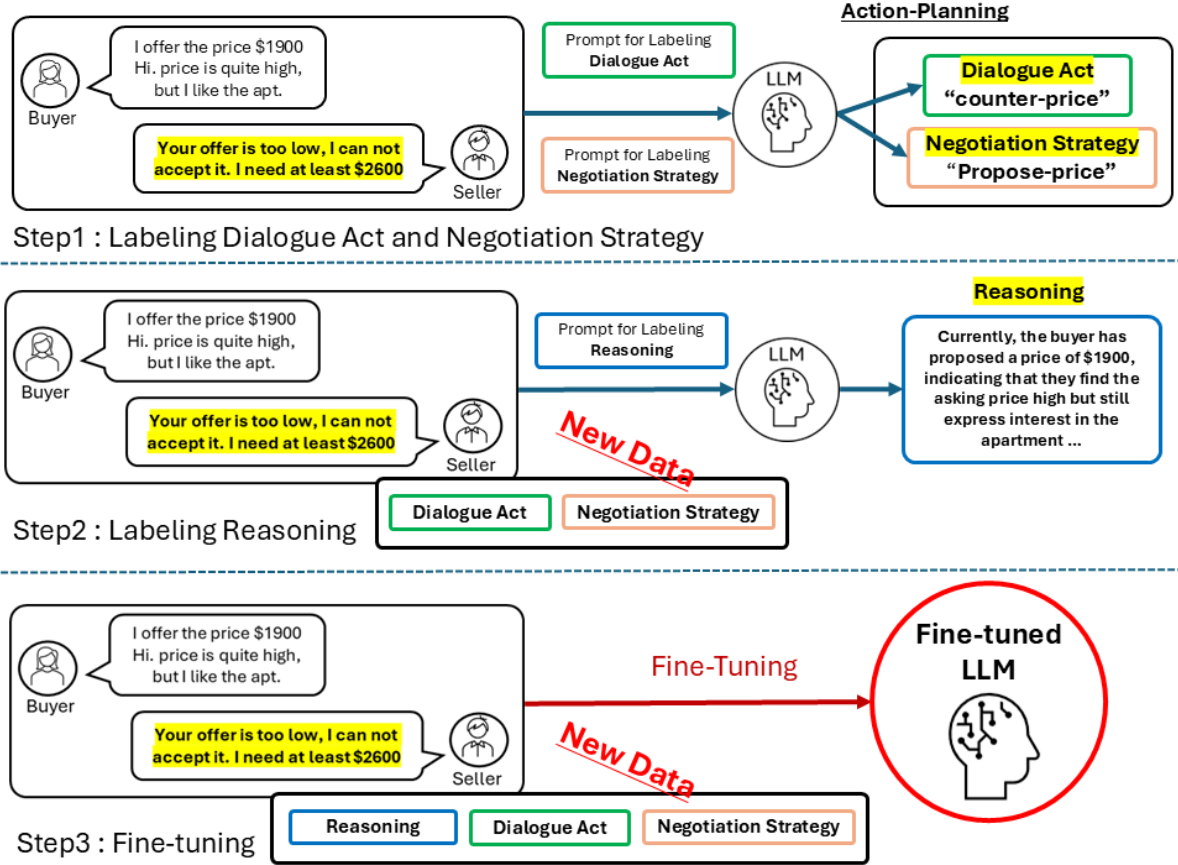 Action-Planning
I offer the price $1900
Hi. price is quite high,
but I like the apt.
Buyer
Your offer is too low, I can not
accept it. I need at least $2600
Seller
Prompt for Labeling
Dialogue Act
Prompt for Labeling
Negotiation Strategy
LLM
Dialogue Act
“counter-price”
Negotiation Strategy
“Propose-price”
Step1 : Labeling Dialogue Act and Negotiation Strategy
I offer the price $1900
Hi. price is quite high,
but I like the apt.
Buyer
Your offer is too low, I can not
accept it. I need at least $2600
Seller
Prompt for Labeling
Reasoning
New Data
LLM
Reasoning
Currently, the buyer has
proposed a price of $1900,
indicating that they find the
asking price high but still
express interest in the
apartment ...
Dialogue Act
Negotiation Strategy
Step2 : Labeling Reasoning
I offer the price $1900
Hi. price is quite high,
but I like the apt.
Buyer
Your offer is too low, I can not
accept it. I need at least $2600
Seller
Fine-Tuning
New Data
Fine-tuned
LLM
Reasoning
Dialogue Act
Negotiation Strategy
Step3 : Fine-tuning